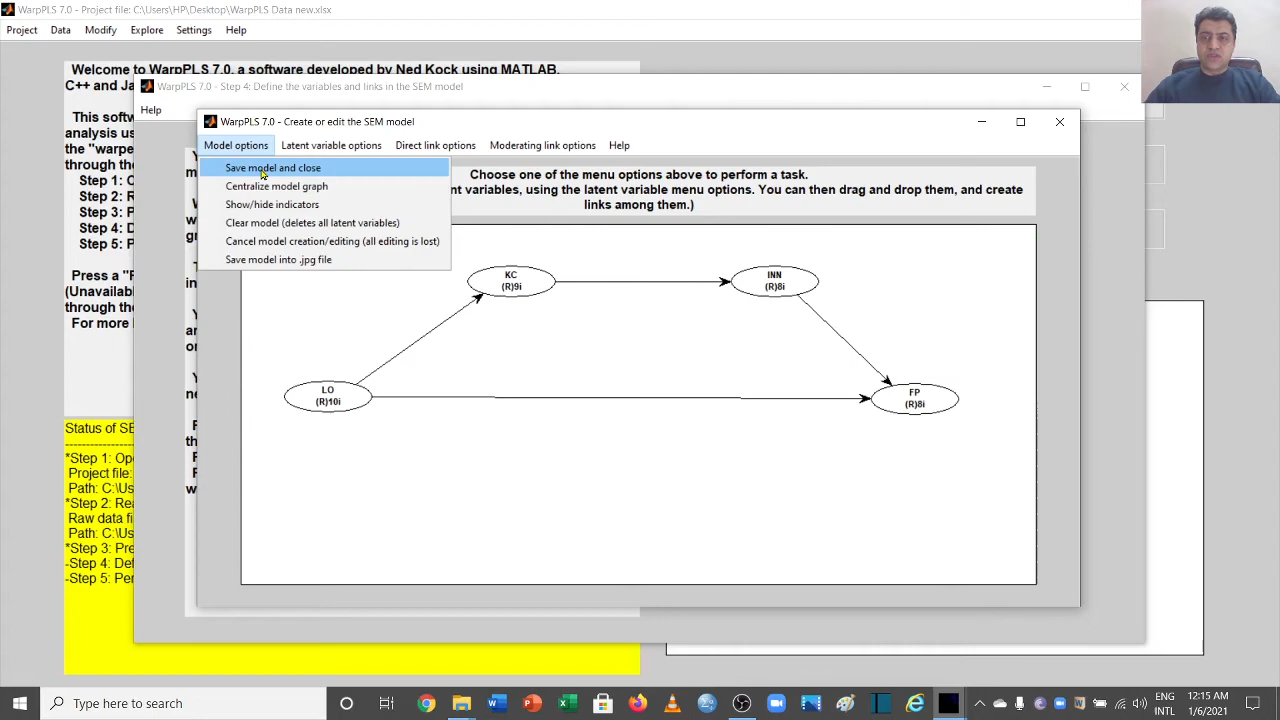 WarpPLS 7.0 - Project file: C:\Users\HP\Desktop\WarpPLS Data new.xlsx
Project Data Modify Explore Settings Help
Welcome to WarpPLS 7.0, a software developed by Ned Kock using MATLAB,
C++ and Ja
WarpPLS 7.0 - Step 4: Define the variables and links in the SEM model
Help
This softw
analysis us
the "warpe
through the
Step 1: O
Step 2: R
Step 3: P
Step 4: D
Step 5: P
Press a "P
(Unavailab
through the
For more
WarpPLS 7.0 - Create or edit the SEM model
Model options Latent variable options Direct link options Moderating link options Help
Save model and close
Centralize model graph
Show/hide indicators
Clear model (deletes all latent variables)
Cancel model creation/editing (all editing is lost)
Save model into .jpg file
Choose one of the menu options above to perform a task.
ent variables, using the latent variable menu options. You can then drag and drop them, and create
links among them.)
KC
(R)9i
INN
(R)8i
LO
(R)10i
FP
(R)8i
Status of SE
*Step 1: Ope
Project file:
Path: C:\Us
*Step 2: Rea
Raw data fi
Path: C:\Us
*Step 3: Pre
-Step 4: Def
-Step 5: Per
Type here to search
ENG
INTL
12:15 AM
1/6/2021